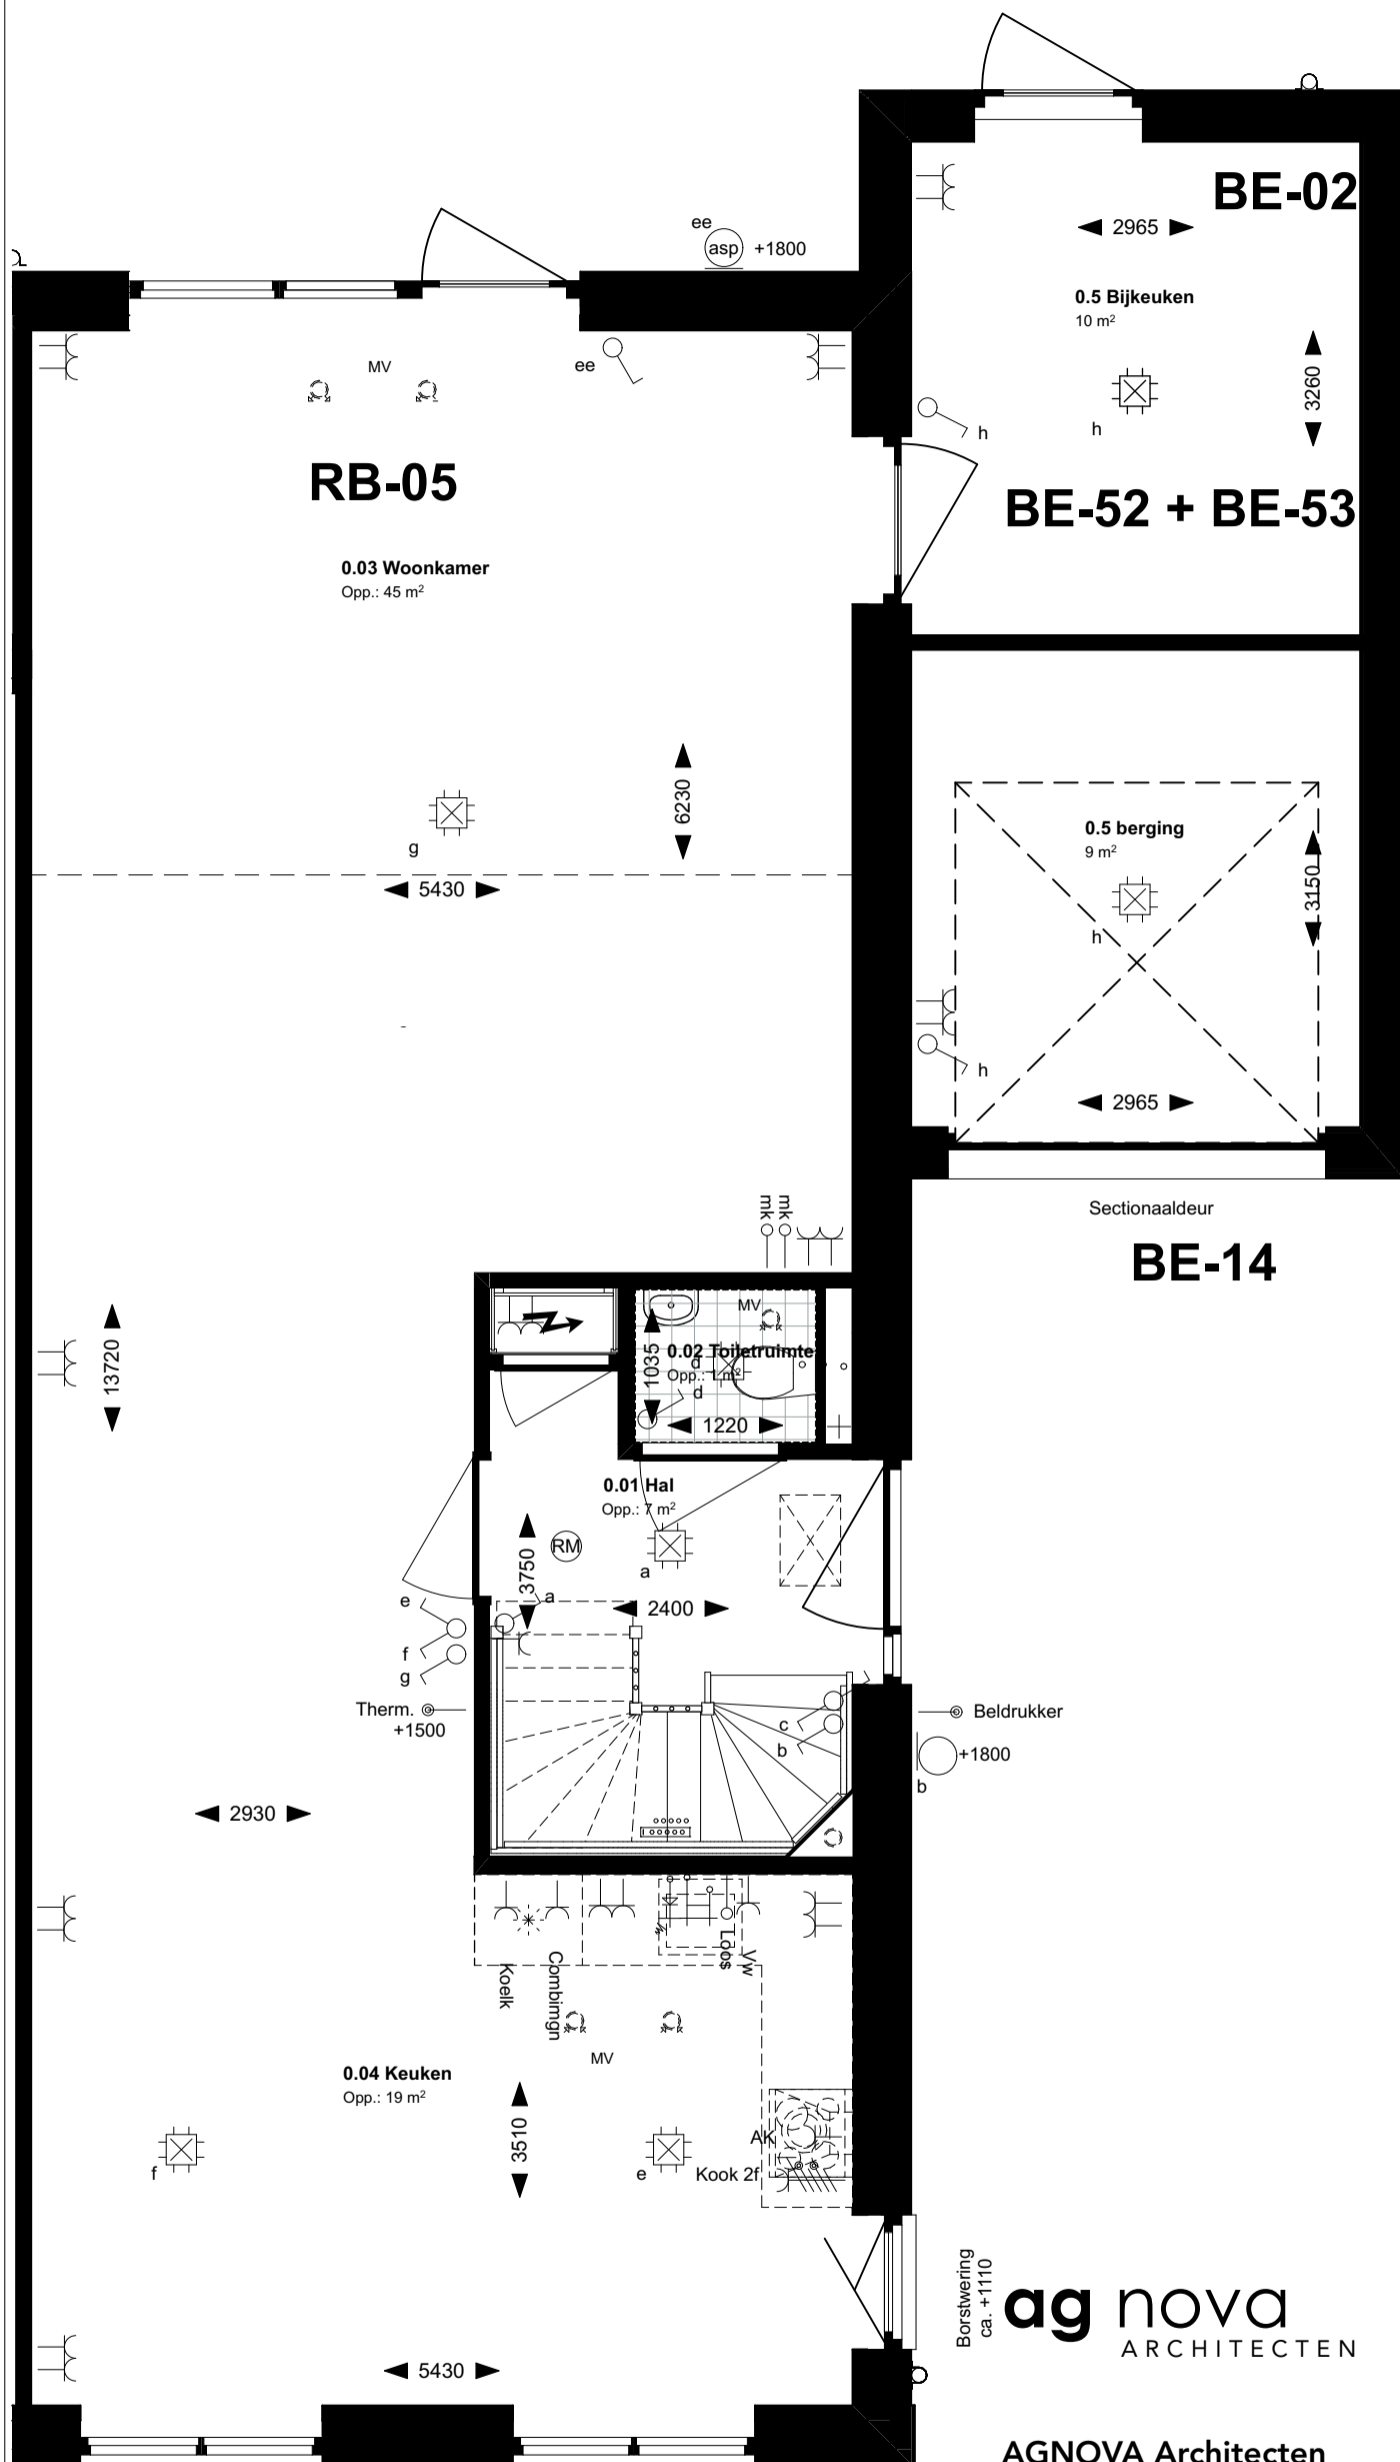 BE-02
2965
ee
asp
+1800
0.5 Bijkeuken
10 m²
3260
MV
ee
h
h
RB-05
BE-52 + BE-53
0.03 Woonkamer
Opp.: 45 m²
6230
g
5430
0.5 berging
9 m²
3150
h
h
2965
mk
mk
Sectionaaldeur
BE-14
MV
13720
1035
0.02 Toiletruimte
d
Opp.: 1 m²
d
1220
0.01 Hal
Opp.: 7 m²
RM
3750
a
a
e
2400
f
g
Therm.
+1500
c
b
Beldrukker
+1800
b
2930
Koelk
Combimgn
Loos
Vw
MV
0.04 Keuken
Opp.: 19 m²
3510
AK
f
e
Kook 2f
Borstwering
ca. +1110
ag nova
ARCHITECTEN
5430
AGNOVA Architecten